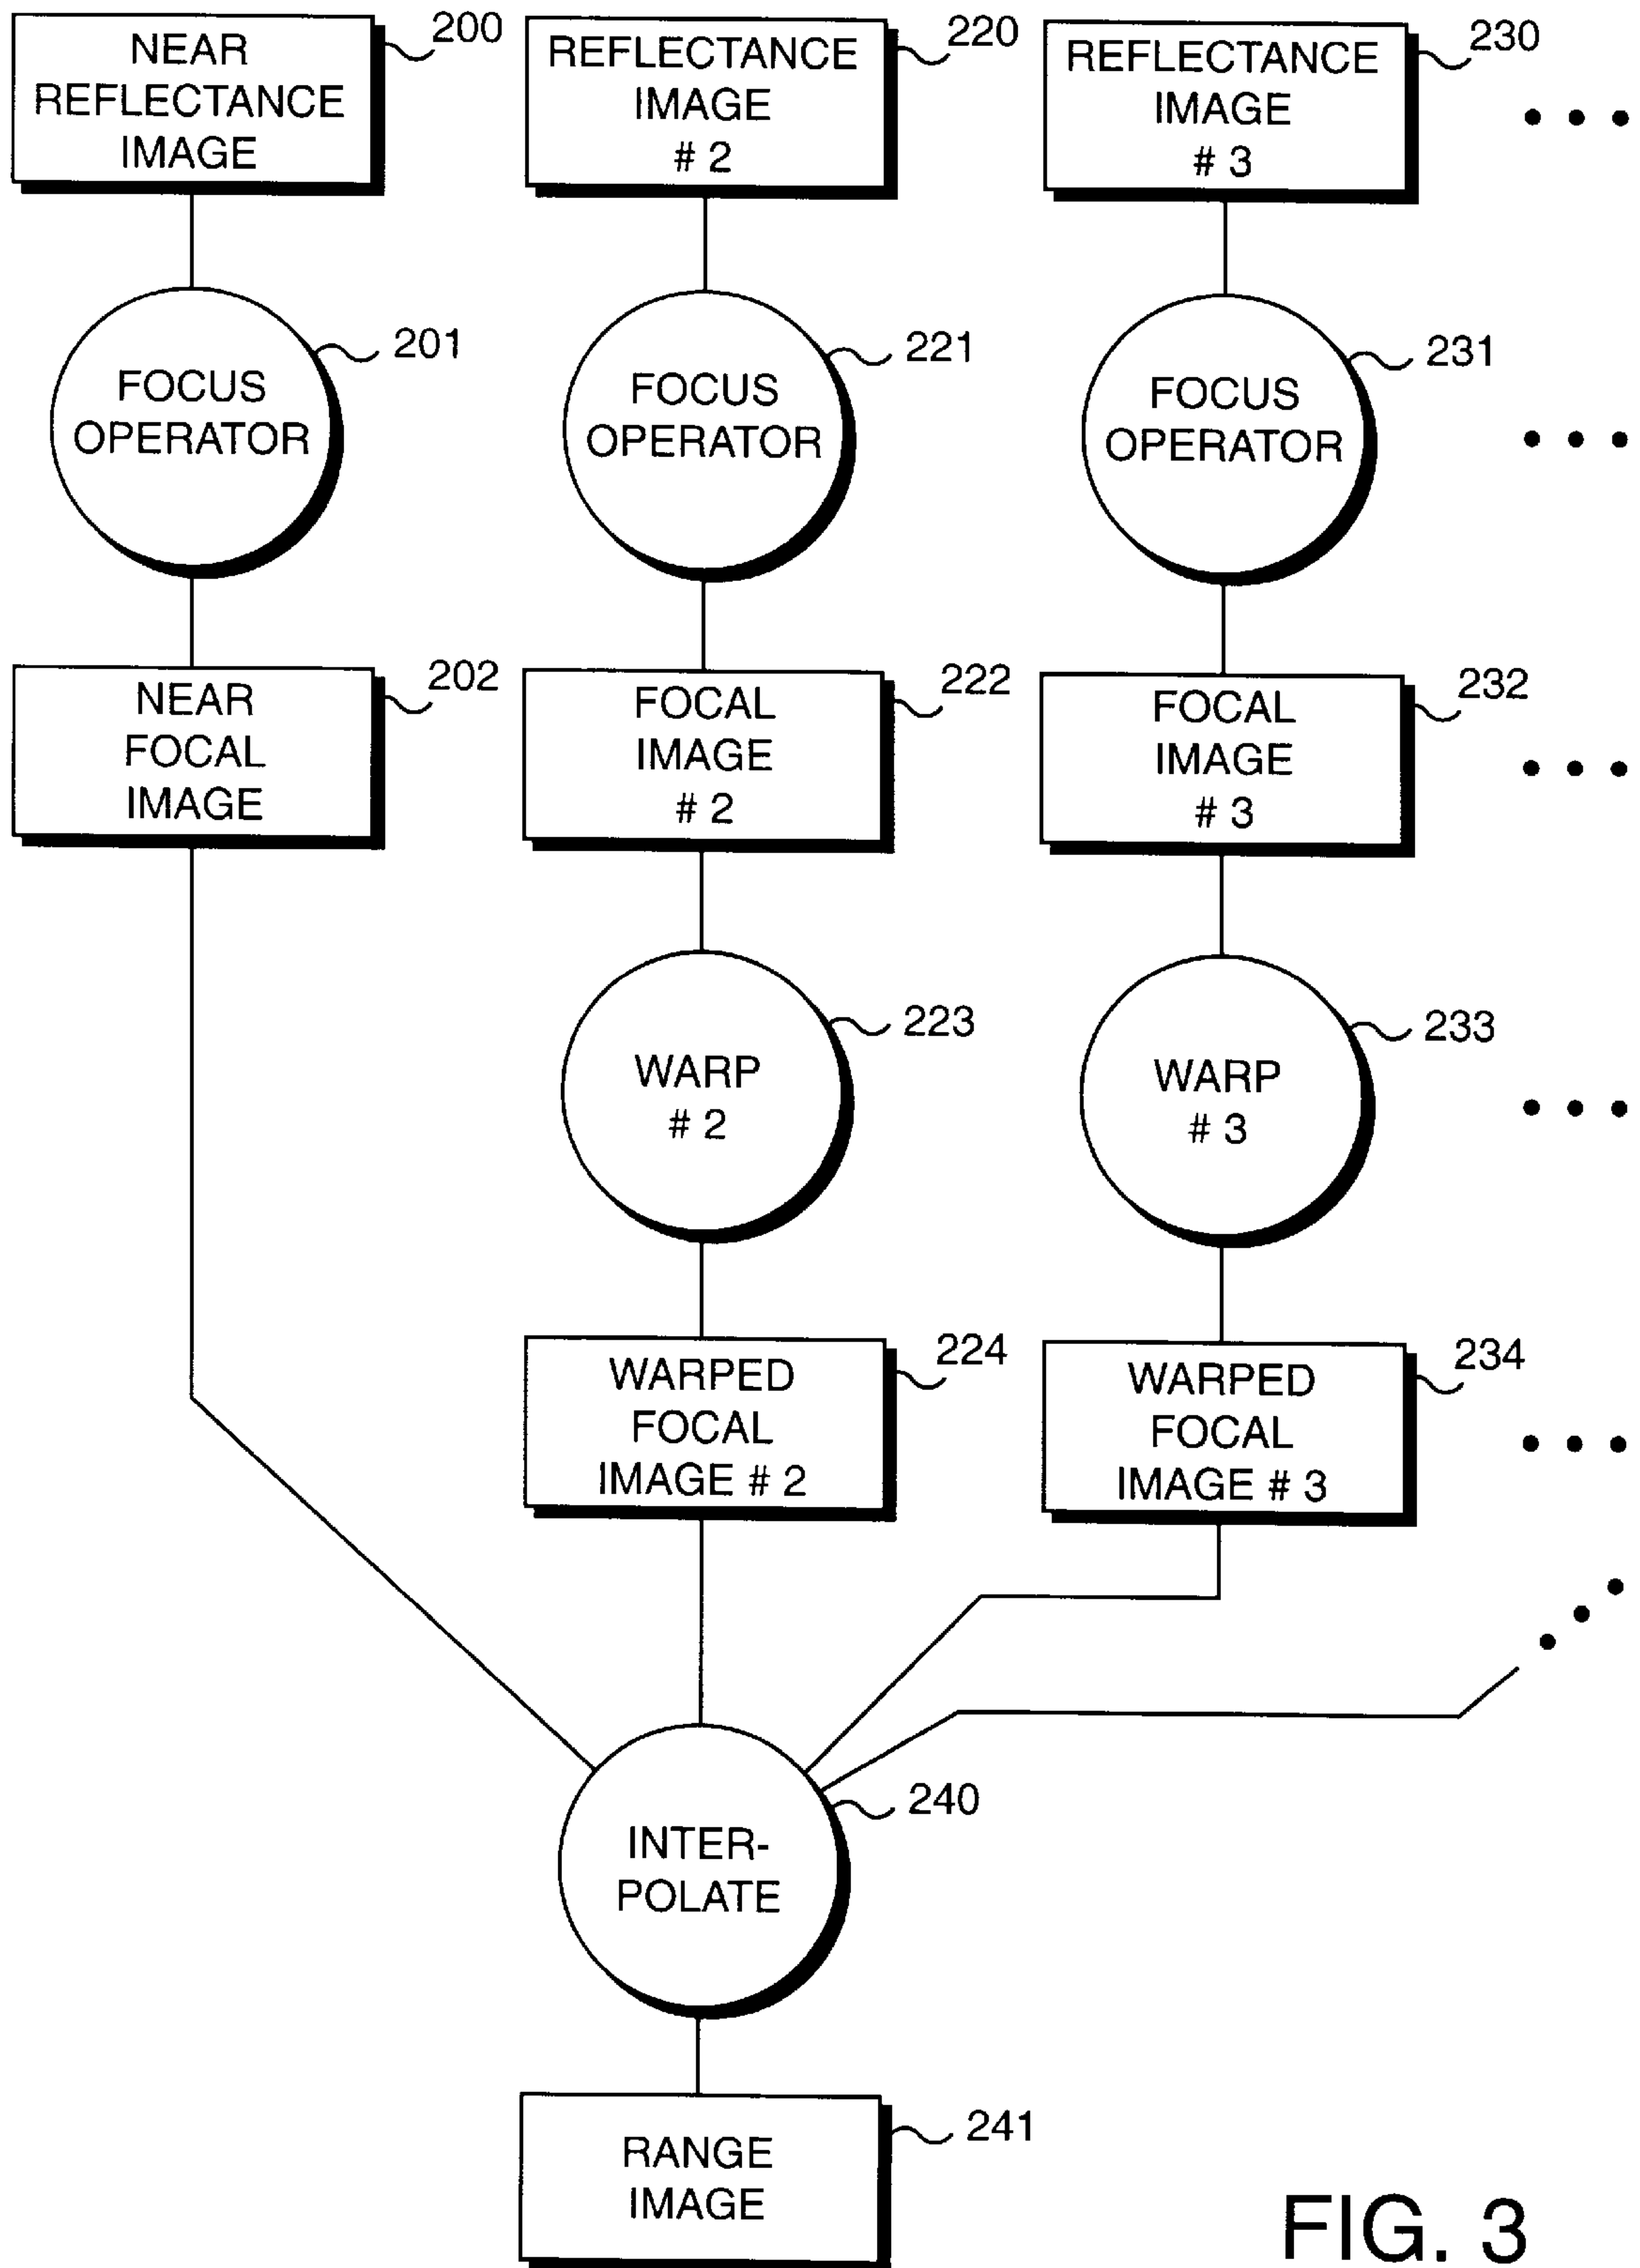 NEAR
REFLECTANCE
IMAGE
200
REFLECTANCE
IMAGE
# 2
220
REFLECTANCE
IMAGE
# 3
230
• • •
FOCUS
OPERATOR
201
FOCUS
OPERATOR
221
FOCUS
OPERATOR
231
• • •
NEAR
FOCAL
IMAGE
202
FOCAL
IMAGE
# 2
222
FOCAL
IMAGE
# 3
232
• • •
WARP
# 2
223
WARP
# 3
233
• • •
WARPED
FOCAL
IMAGE # 2
224
WARPED
FOCAL
IMAGE # 3
234
• • •
INTER-
POLATE
240
RANGE
IMAGE
241
FIG. 3